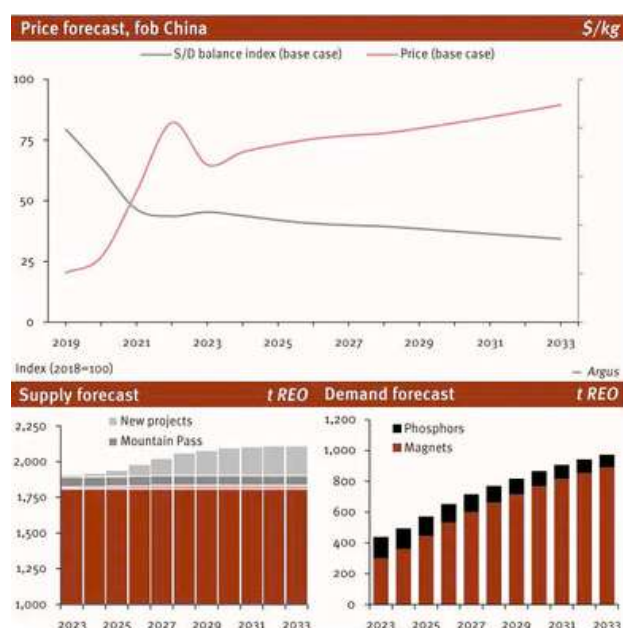 Price forecast, fob China $/kg
S/D balance index (base case) Price (base case)
100
75
50
25
0
2019 2021 2023 2025 2027 2029 2031 2033
Index (2018=100) — Argus
Supply forecast t REO
New projects
Mountain Pass
2,250
2,000
1,750
1,500
1,250
1,000
2023 2025 2027 2029 2031 2033
Demand forecast t REO
Phosphors
Magnets
1,200
1,000
800
600
400
200
0
2023 2025 2027 2029 2031 2033